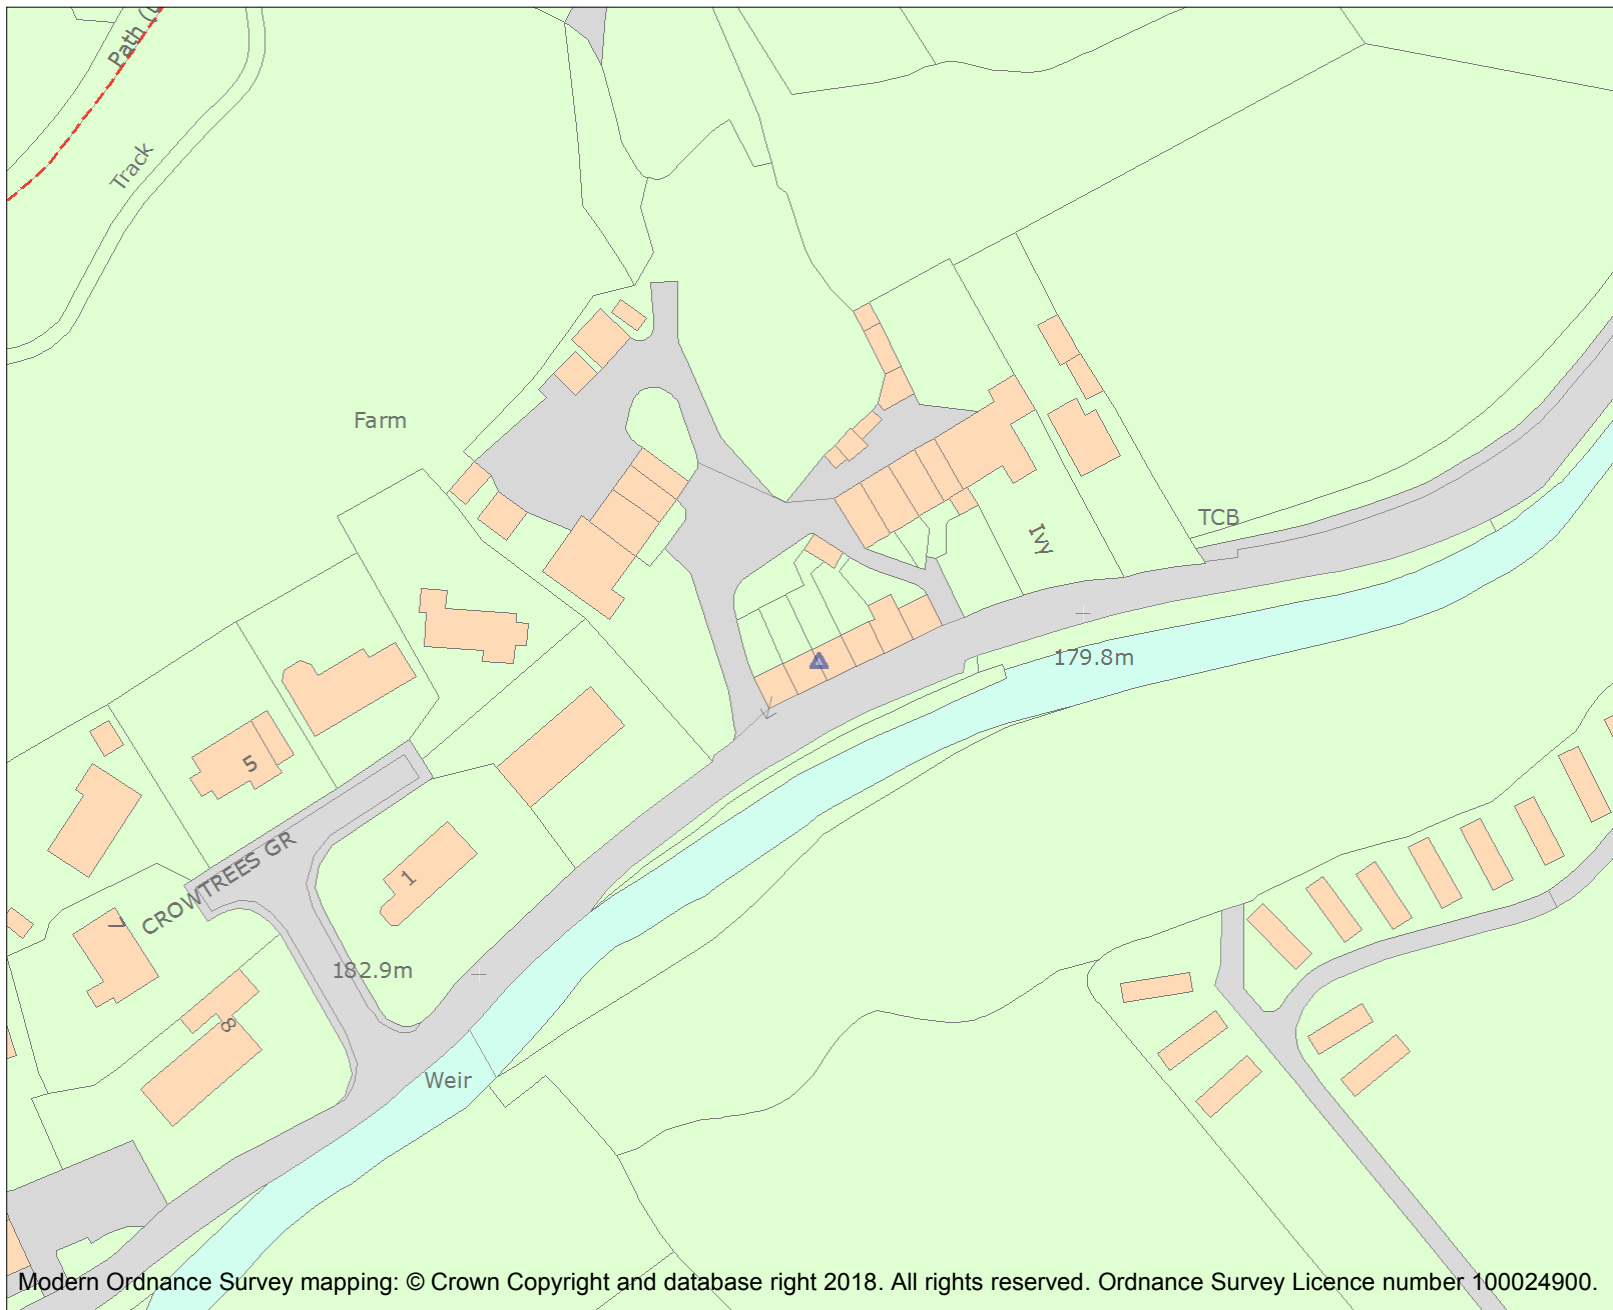 Path (
Track
Farm
TCB
Ivy
179.8m
5
CROWTREES GR
1
7
182.9m
8
Weir
Modern Ordnance Survey mapping: © Crown Copyright and database right 2018. All rights reserved. Ordnance Survey Licence number 100024900.